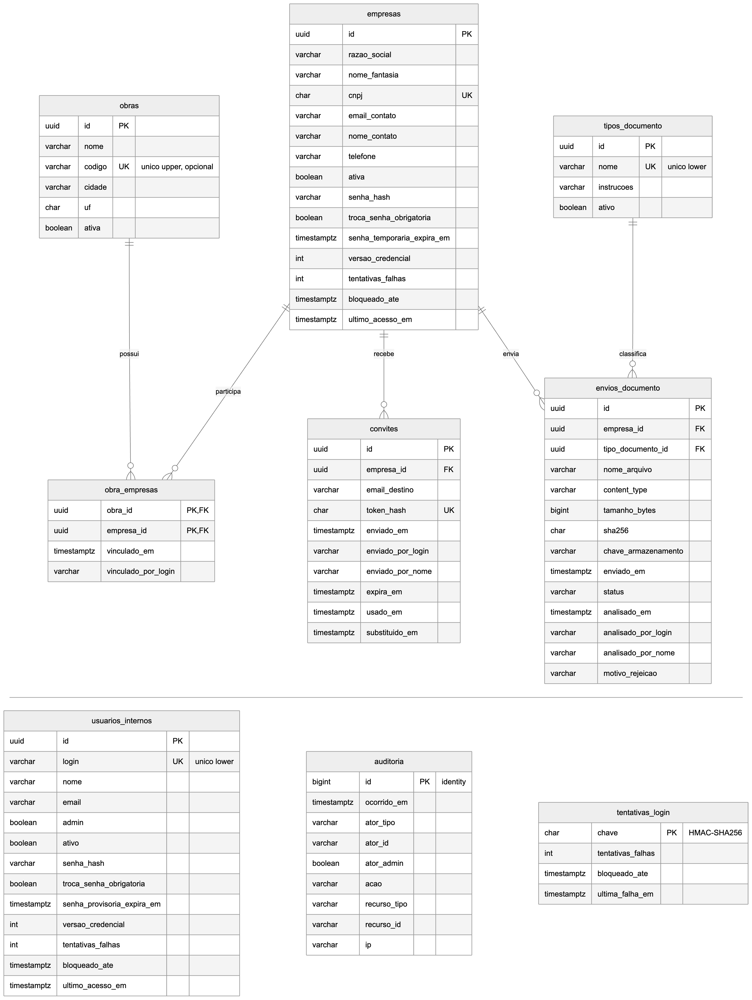 empresas
uuid id PK
varchar razao_social
varchar nome_fantasia
char cnpj UK
varchar email_contato
varchar nome_contato
varchar telefone
boolean ativa
varchar senha_hash
boolean troca_senha_obrigatoria
timestamptz senha_temporaria_expira_em
int versao_credencial
int tentativas_falhas
timestamptz bloqueado_ate
timestamptz ultimo_acesso_em
obras
uuid id PK
varchar nome
varchar codigo UK unico upper, opcional
varchar cidade
char uf
boolean ativa
tipos_documento
uuid id PK
varchar nome UK unico lower
varchar instrucoes
boolean ativo
possui
participa
recebe
envia
classifica
obra_empresas
uuid obra_id PK,FK
uuid empresa_id PK,FK
timestamptz vinculado_em
varchar vinculado_por_login
convites
uuid id PK
uuid empresa_id FK
varchar email_destino
char token_hash UK
timestamptz enviado_em
varchar enviado_por_login
varchar enviado_por_nome
timestamptz expira_em
timestamptz usado_em
timestamptz substituido_em
envios_documento
uuid id PK
uuid empresa_id FK
uuid tipo_documento_id FK
varchar nome_arquivo
varchar content_type
bigint tamanho_bytes
char sha256
varchar chave_armazenamento
timestamptz enviado_em
varchar status
timestamptz analisado_em
varchar analisado_por_login
varchar analisado_por_nome
varchar motivo_rejeicao
usuarios_internos
uuid id PK
varchar login UK unico lower
varchar nome
varchar email
boolean admin
boolean ativo
varchar senha_hash
boolean troca_senha_obrigatoria
timestamptz senha_provisoria_expira_em
int versao_credencial
int tentativas_falhas
timestamptz bloqueado_ate
timestamptz ultimo_acesso_em
auditoria
bigint id PK identity
timestamptz ocorrido_em
varchar ator_tipo
varchar ator_id
boolean ator_admin
varchar acao
varchar recurso_tipo
varchar recurso_id
varchar ip
tentativas_login
char chave PK HMAC-SHA256
int tentativas_falhas
timestamptz bloqueado_ate
timestamptz ultima_falha_em